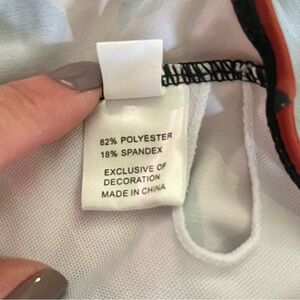 82% POLYESTER
18% SPANDEX
EXCLUSIVE OF
DECORATION
MADE IN CHINA